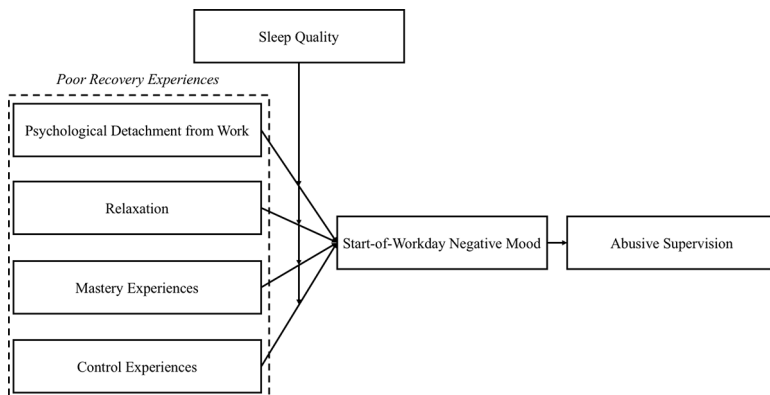 Sleep Quality
Poor Recovery Experiences
Psychological Detachment from Work
Relaxation
Start-of-Workday Negative Mood
Abusive Supervision
Mastery Experiences
Control Experiences